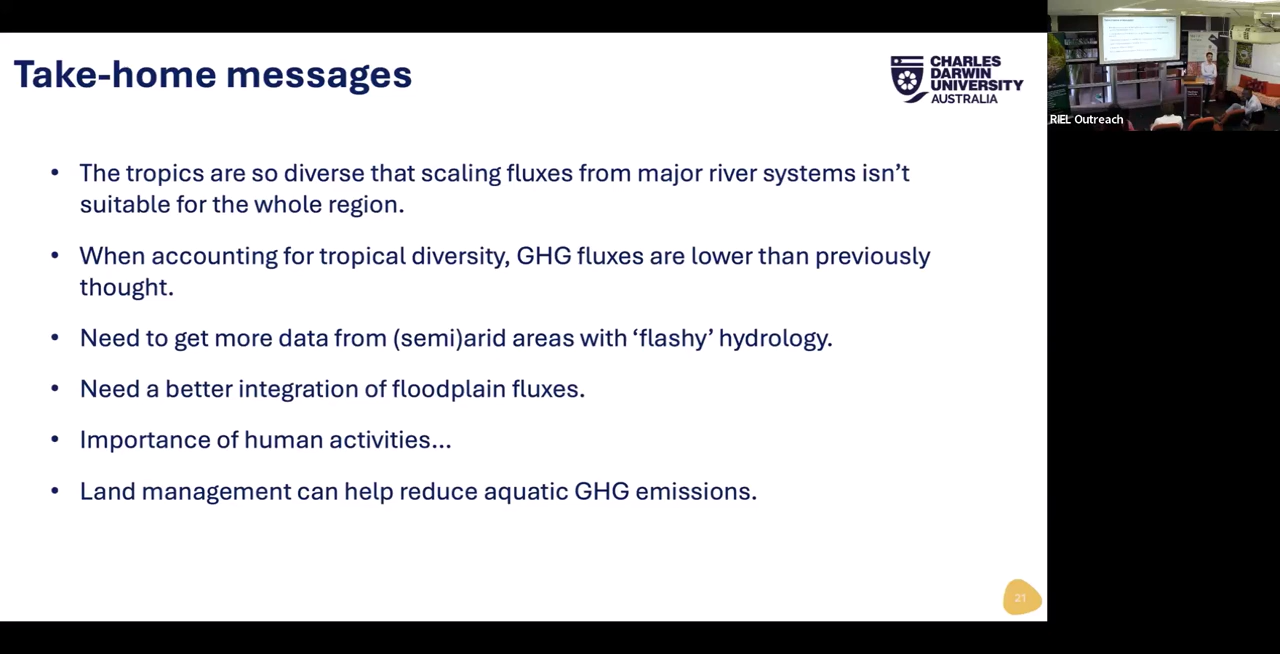 Take-home messages
CHARLES
DARWIN
UNIVERSITY
AUSTRALIA
RIEL Outreach
• The tropics are so diverse that scaling fluxes from major river systems isn’t
suitable for the whole region.
• When accounting for tropical diversity, GHG fluxes are lower than previously
thought.
• Need to get more data from (semi)arid areas with ‘flashy’ hydrology.
• Need a better integration of floodplain fluxes.
• Importance of human activities…
• Land management can help reduce aquatic GHG emissions.
21